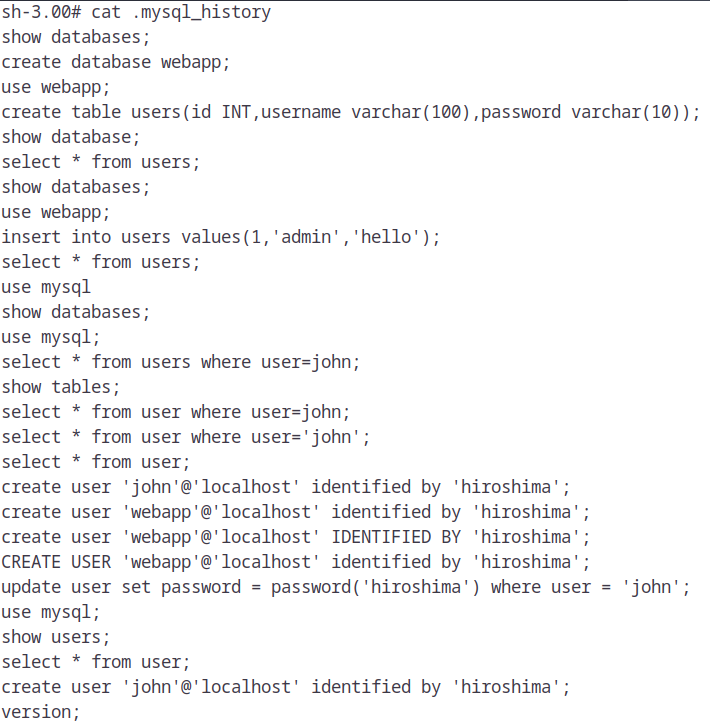 sh-3.00# cat .mysql_history
show databases;
create database webapp;
use webapp;
create table users(id INT,username varchar(100),password varchar(10));
show database;
select * from users;
show databases;
use webapp;
insert into users values(1,'admin','hello');
select * from users;
use mysql
show databases;
use mysql;
select * from users where user=john;
show tables;
select * from user where user=john;
select * from user where user='john';
select * from user;
create user 'john'@'localhost' identified by 'hiroshima';
create user 'webapp'@'localhost' identified by 'hiroshima';
create user 'webapp'@'localhost' IDENTIFIED BY 'hiroshima';
CREATE USER 'webapp'@'localhost' identified by 'hiroshima';
update user set password = password('hiroshima') where user = 'john';
use mysql;
show users;
select * from user;
create user 'john'@'localhost' identified by 'hiroshima';
version;